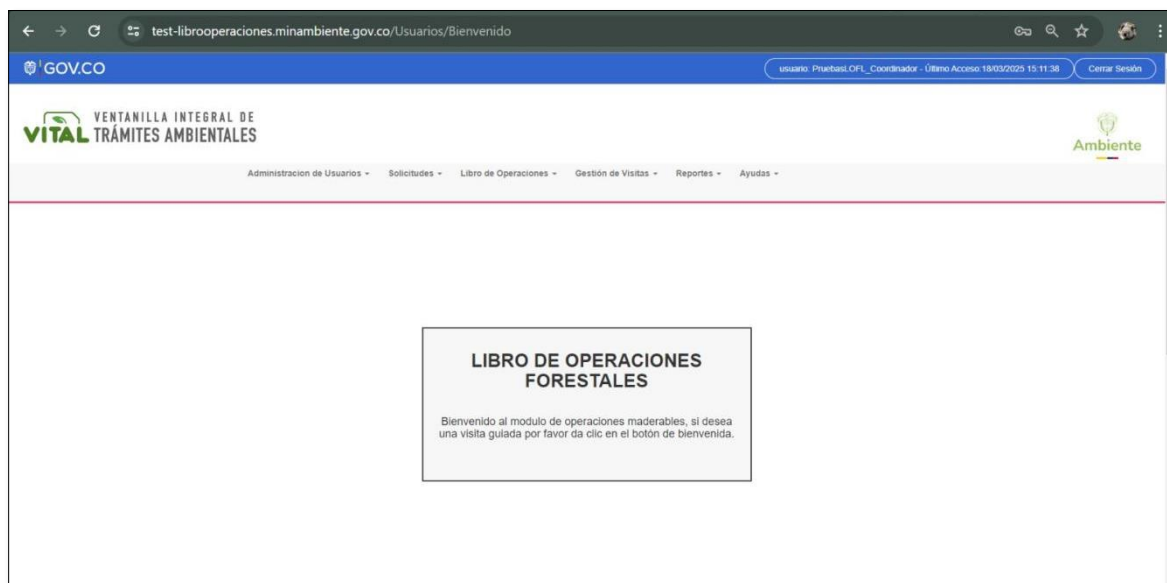 test-librooperaciones.minambiente.gov.co/Usuarios/Bienvenido
GOV.CO
usuario: PruebasLOFL_Coordinador - Último Acceso:18/03/2025 15:11:38
Cerrar Sesión
VITAL
VENTANILLA INTEGRAL DE
TRÁMITES AMBIENTALES
Ambiente
Administracion de Usuarios
Solicitudes
Libro de Operaciones
Gestión de Visitas
Reportes
Ayudas
LIBRO DE OPERACIONES
FORESTALES
Bienvenido al modulo de operaciones maderables, si desea
una visita guiada por favor da clic en el botón de bienvenida.